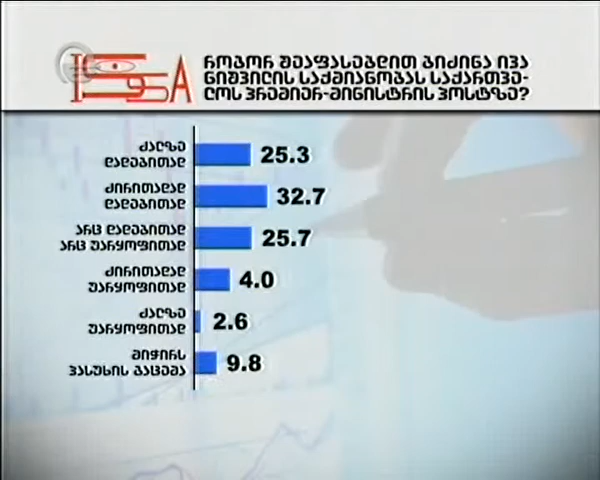 ISSA
როგორ შეაფასებდით ბიძინა ივა
ნიშვილის საქმიანობას საქართვე-
ლოს პრემიერ-მინისტრის პოსტზე?
ძალზე
დადებითად
25.3
ძირითადად
დადებითად
32.7
არც დადებითად
არც უარყოფითად
25.7
ძირითადად
უარყოფითად
4.0
ძალზე
უარყოფითად
2.6
მიჭირს
პასუხის გაცემა
9.8